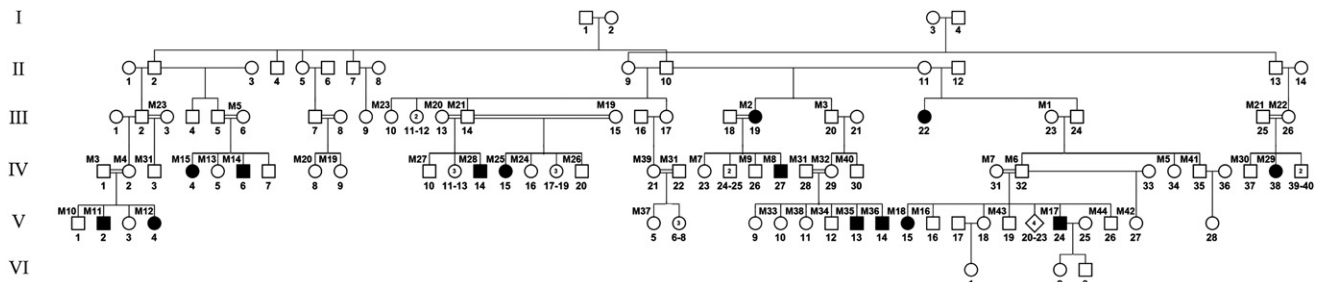 I
1 2 3 4
II
1 2 3 4 5 6 7 8 9 10 11 12 13 14
M23 M5 M23 M20 M21 M19 M2 M3 M1 M21 M22
III 2
1 2 3 4 5 6 7 8 9 10 11-12 13 14 15 16 17 18 19 20 21 22 23 24 25 26
M3 M4 M31 M15 M13 M14 M20 M19 M27 M28 M25 M24 M26 M39 M31 M7 M9 M8 M31 M32 M40 M7 M6 M5 M41 M30 M29
IV 3 3 2 2
1 2 3 4 5 6 7 8 9 10 11-13 14 15 16 17-19 20 21 22 23 24-25 26 27 28 29 30 31 32 33 34 35 36 37 38 39-40
M10 M11 M12 M37 M33 M38 M34 M35 M36 M18 M16 M43 M17 M44 M42
V 3 4
1 2 3 4 5 6-8 9 10 11 12 13 14 15 16 17 18 19 20-23 24 25 26 27 28
VI